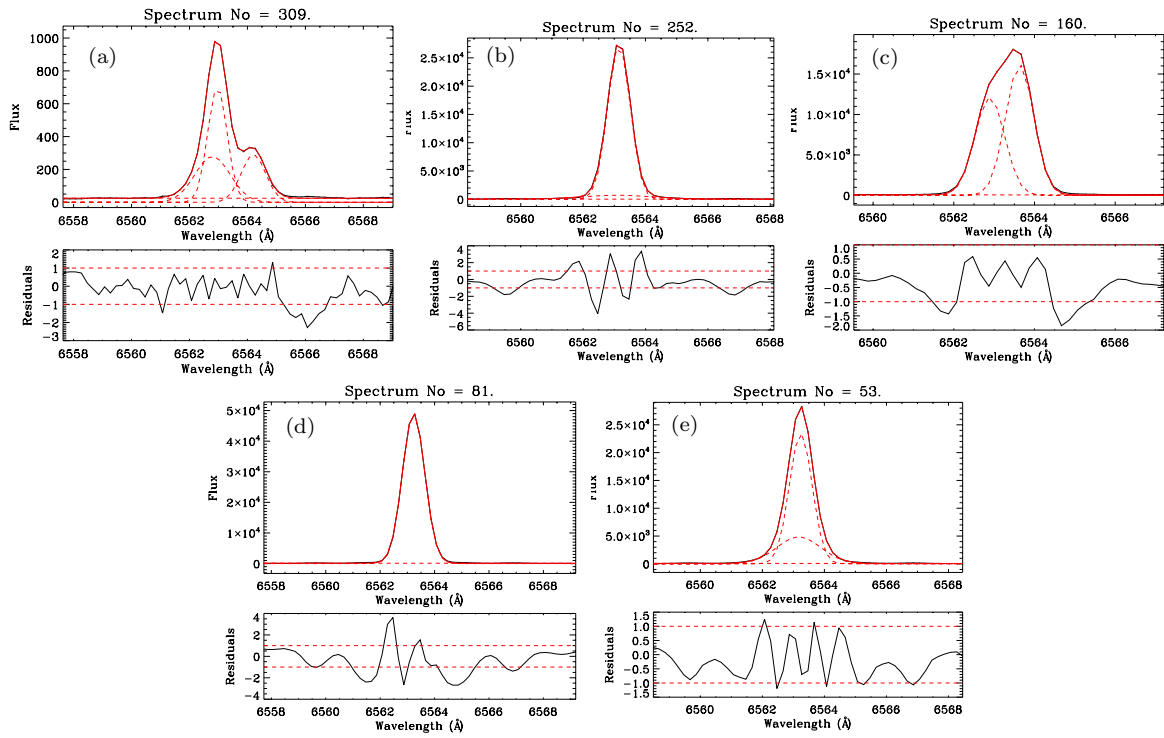 Spectrum No = 309.
(a)
Flux
1000
800
600
400
200
0
6558 6560 6562 6564 6566 6568
Wavelength (Å)
Residuals
2
1
0
-1
-2
-3
6558 6560 6562 6564 6566 6568
Wavelength (Å)
Spectrum No = 252.
(b)
2.5×10⁴
2.0×10⁴
1.5×10⁴
1.0×10⁴
5.0×10³
0
6560 6562 6564 6566 6568
Wavelength (Å)
Residuals
4
2
0
-2
-4
-6
6560 6562 6564 6566 6568
Wavelength (Å)
Spectrum No = 160.
(c)
1.5×10⁴
1.0×10⁴
5.0×10³
0
6560 6562 6564 6566
Wavelength (Å)
Residuals
1.0
0.5
0.0
-0.5
-1.0
-1.5
-2.0
6560 6562 6564 6566
Wavelength (Å)
Spectrum No = 81.
(d)
Flux
5×10⁴
4×10⁴
3×10⁴
2×10⁴
1×10⁴
0
6558 6560 6562 6564 6566 6568
Wavelength (Å)
Residuals
4
2
0
-2
-4
6558 6560 6562 6564 6566 6568
Wavelength (Å)
Spectrum No = 53.
(e)
2.5×10⁴
2.0×10⁴
1.5×10⁴
1.0×10⁴
5.0×10³
0
6560 6562 6564 6566 6568
Wavelength (Å)
Residuals
1.5
1.0
0.5
0.0
-0.5
-1.0
-1.5
6560 6562 6564 6566 6568
Wavelength (Å)